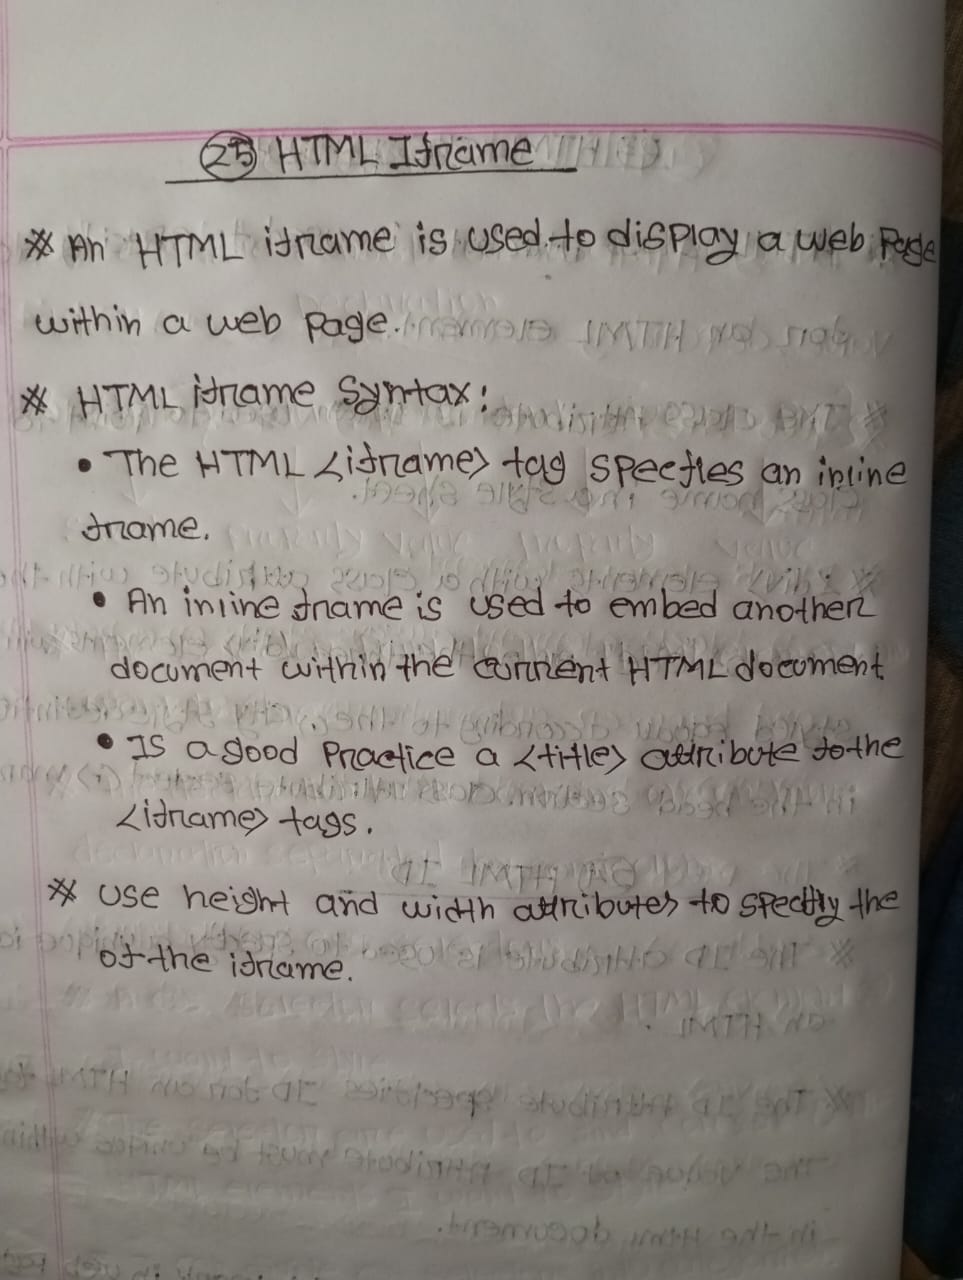 25 HTML Iframe
* An HTML iframe is used to display a web Page
within a web page.
* HTML iframe Syntax:
• The HTML <iframe> tag specfies an inline
frame.
• An inline frame is used to embed another
document within the current HTML document
• Is a good Practice a <title> attribute to the
<iframe> tags.
* Use height and width attributes to specify the
of the iframe.